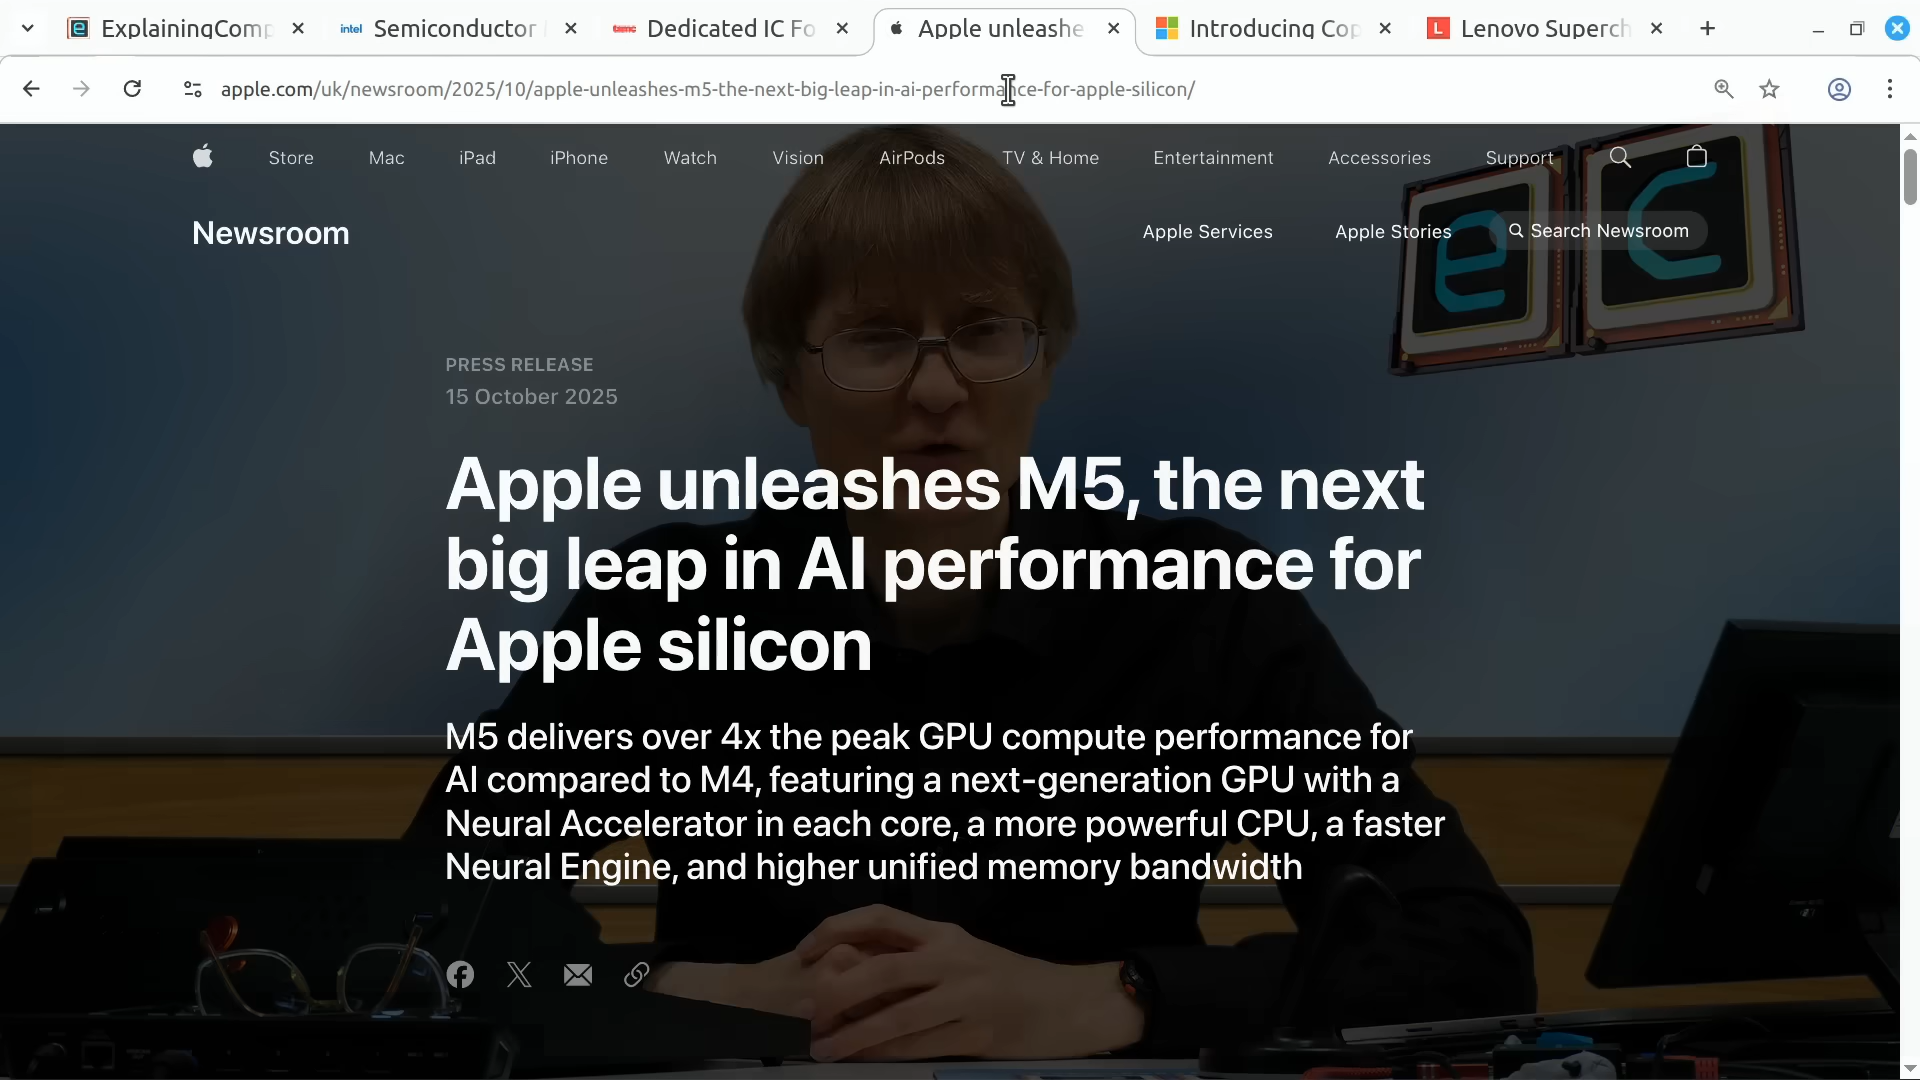 ExplainingComp
intel Semiconductor
tsmc Dedicated IC Fo
Apple unleashe
Introducing Cop
L Lenovo Superch
apple.com/uk/newsroom/2025/10/apple-unleashes-m5-the-next-big-leap-in-ai-performance-for-apple-silicon/
Store Mac iPad iPhone Watch Vision AirPods TV & Home Entertainment Accessories Support
Newsroom
Apple Services Apple Stories Search Newsroom
ec
PRESS RELEASE
15 October 2025
Apple unleashes M5, the next
big leap in AI performance for
Apple silicon
M5 delivers over 4x the peak GPU compute performance for
AI compared to M4, featuring a next-generation GPU with a
Neural Accelerator in each core, a more powerful CPU, a faster
Neural Engine, and higher unified memory bandwidth